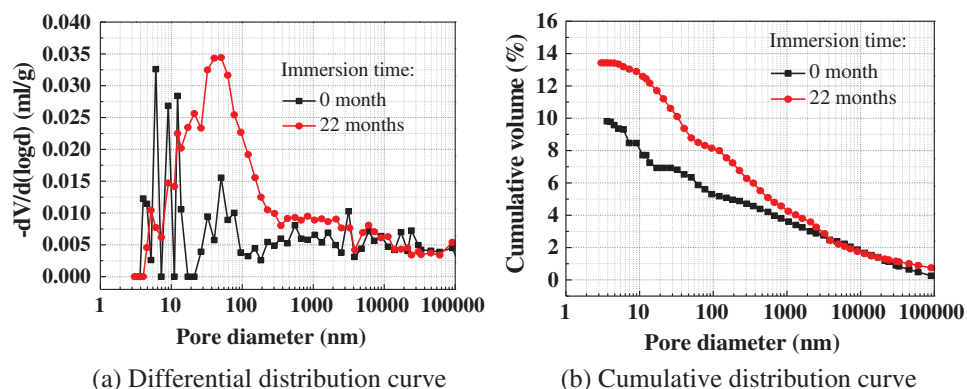 0.040
0.035
0.030
0.025
0.020
0.015
0.010
0.005
0.000
-dV/d(logd) (ml/g)
Immersion time:
0 month
22 months
1 10 100 1000 10000 100000
Pore diameter (nm)
(a) Differential distribution curve
16
14
12
10
8
6
4
2
0
Cumulative volume (%)
Immersion time:
0 month
22 months
1 10 100 1000 10000 100000
Pore diameter (nm)
(b) Cumulative distribution curve